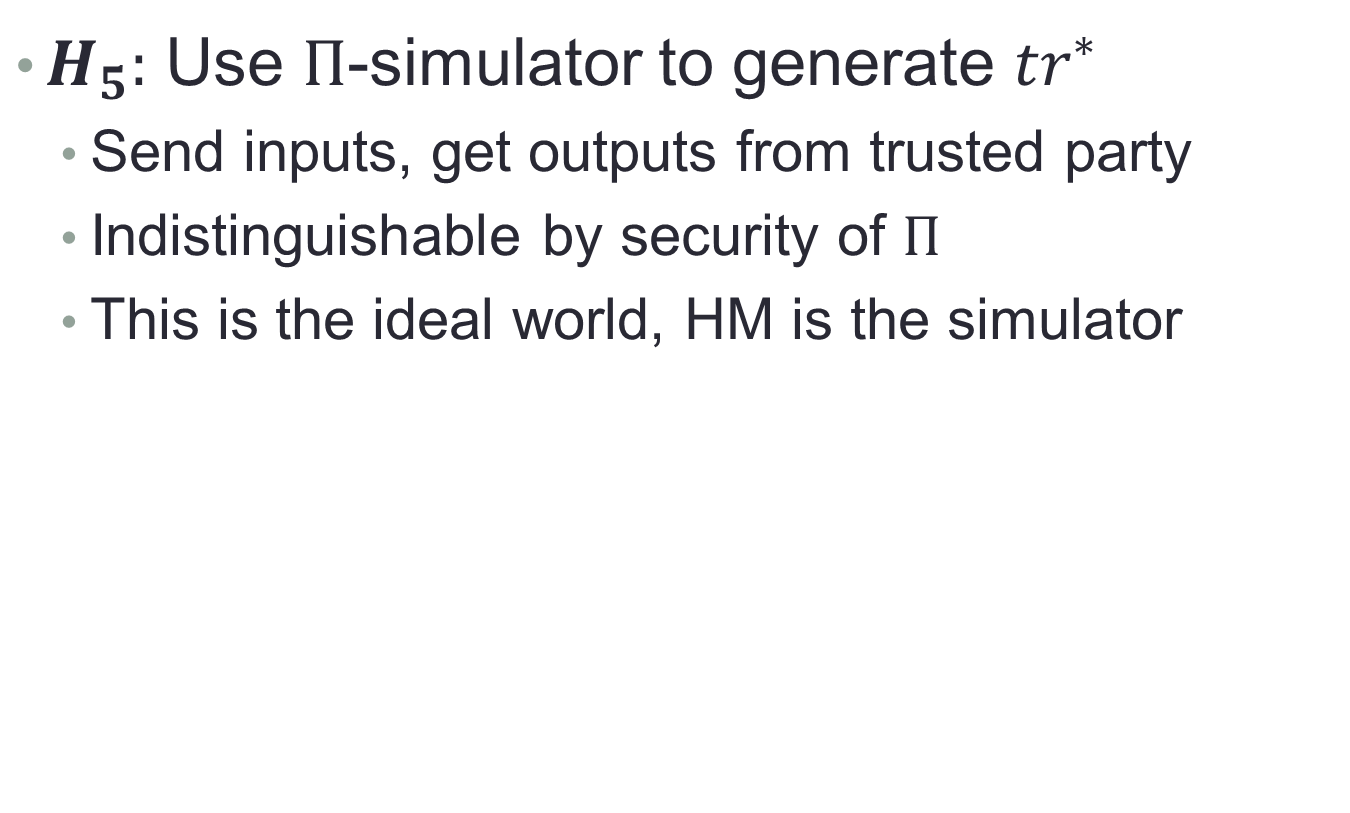 • H₅: Use Π-simulator to generate tr*
• Send inputs, get outputs from trusted party
• Indistinguishable by security of Π
• This is the ideal world, HM is the simulator